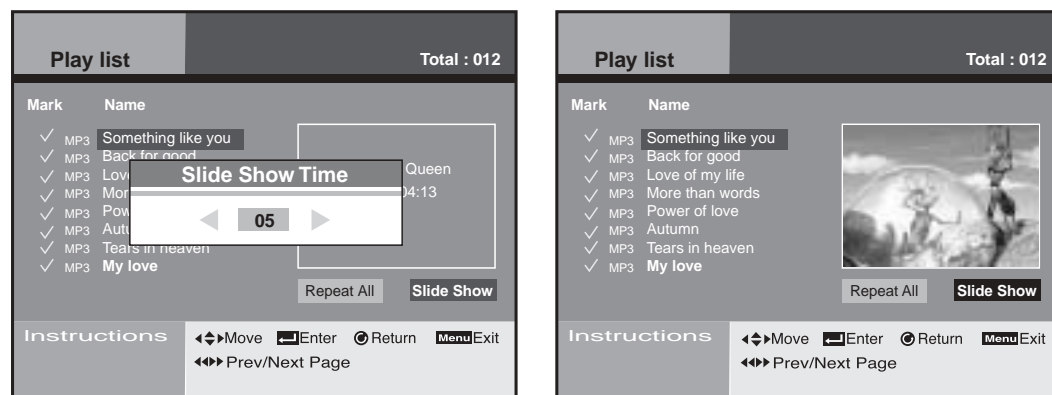 Play list
Total : 012
Mark Name
MP3 Something like you
MP3 Back for good
MP3 Lov
MP3 Mor
MP3 Pow
MP3 Autu
MP3 Tears in heaven
MP3 My love
Queen
04:13
Slide Show Time
05
Repeat All Slide Show
Instructions
Move Enter Return Menu Exit
Prev/Next Page
Play list
Total : 012
Mark Name
MP3 Something like you
MP3 Back for good
MP3 Love of my life
MP3 More than words
MP3 Power of love
MP3 Autumn
MP3 Tears in heaven
MP3 My love
Repeat All Slide Show
Instructions
Move Enter Return Menu Exit
Prev/Next Page